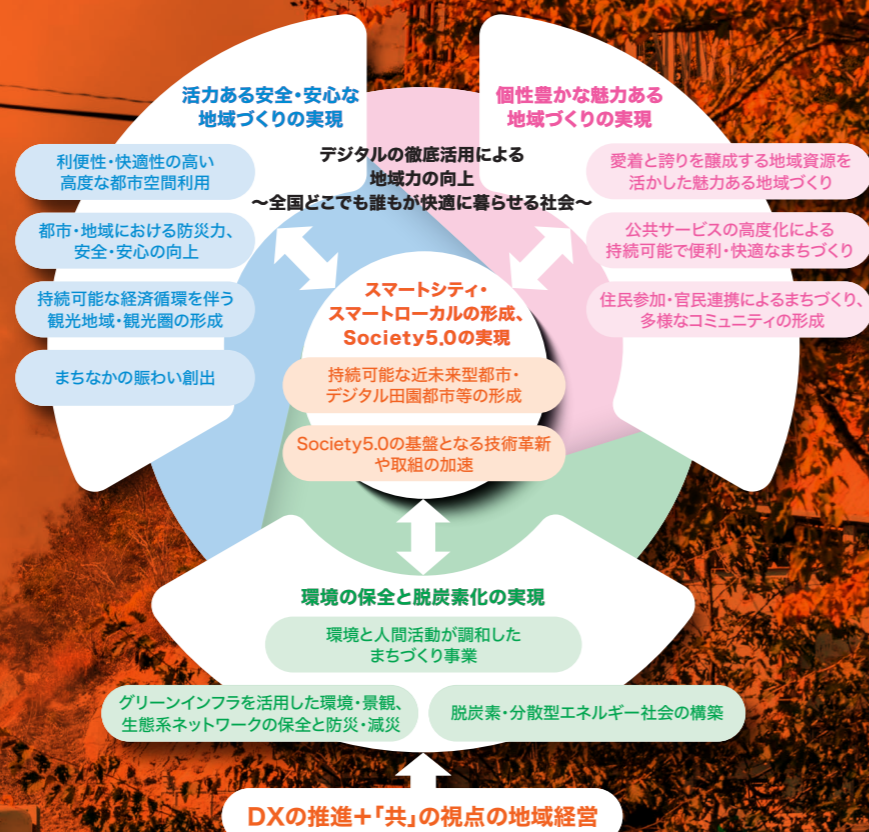 活力ある安全・安心な
地域づくりの実現
利便性・快適性の高い
高度な都市空間利用
都市・地域における防災力、
安全・安心の向上
持続可能な経済循環を伴う
観光地域・観光圏の形成
まちなかの賑わい創出
個性豊かな魅力ある
地域づくりの実現
愛着と誇りを醸成する地域資源を
活かした魅力ある地域づくり
公共サービスの高度化による
持続可能で便利・快適なまちづくり
住民参加・官民連携によるまちづくり、
多様なコミュニティの形成
デジタルの徹底活用による
地域力の向上
〜全国どこでも誰もが快適に暮らせる社会〜
スマートシティ・
スマートローカルの形成、
Society5.0の実現
持続可能な近未来型都市・
デジタル田園都市等の形成
Society5.0の基盤となる技術革新
や取組の加速
環境の保全と脱炭素化の実現
環境と人間活動が調和した
まちづくり事業
グリーンインフラを活用した環境・景観、
生態系ネットワークの保全と防災・減災
脱炭素・分散型エネルギー社会の構築
DXの推進+「共」の視点の地域経営